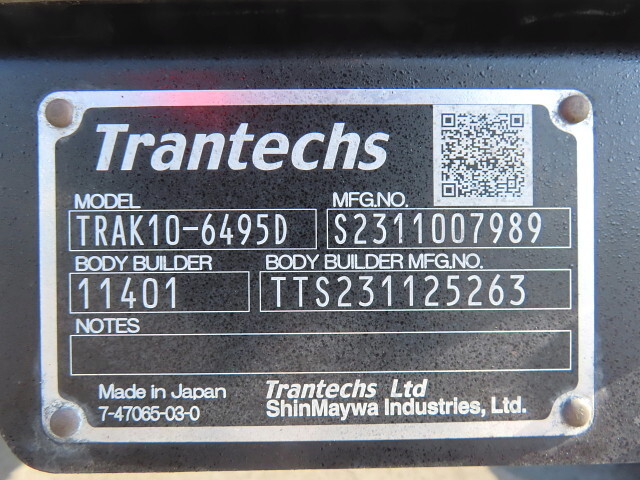 Trantechs
MODEL MFG.NO.
TRAK10-6495D S2311007989
BODY BUILDER BODY BUILDER MFG.NO.
11401 TTS231125263
NOTES
Made in Japan Trantechs Ltd
7-47065-03-0 ShinMaywa Industries, Ltd.